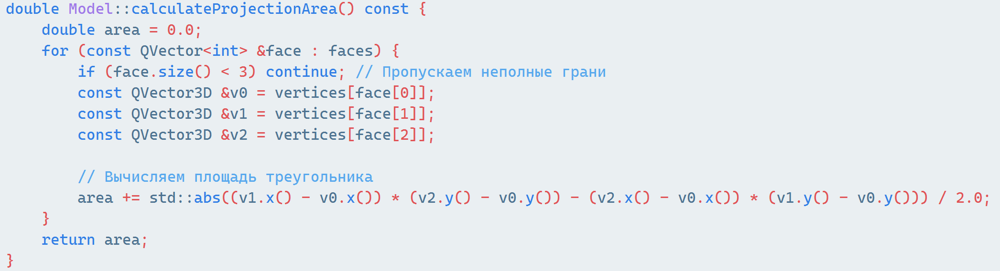 double Model::calculateProjectionArea() const {
    double area = 0.0;
    for (const QVector<int> &face : faces) {
        if (face.size() < 3) continue; // Пропускаем неполные грани
        const QVector3D &v0 = vertices[face[0]];
        const QVector3D &v1 = vertices[face[1]];
        const QVector3D &v2 = vertices[face[2]];

        // Вычисляем площадь треугольника
        area += std::abs((v1.x() - v0.x()) * (v2.y() - v0.y()) - (v2.x() - v0.x()) * (v1.y() - v0.y())) / 2.0;
    }
    return area;
}